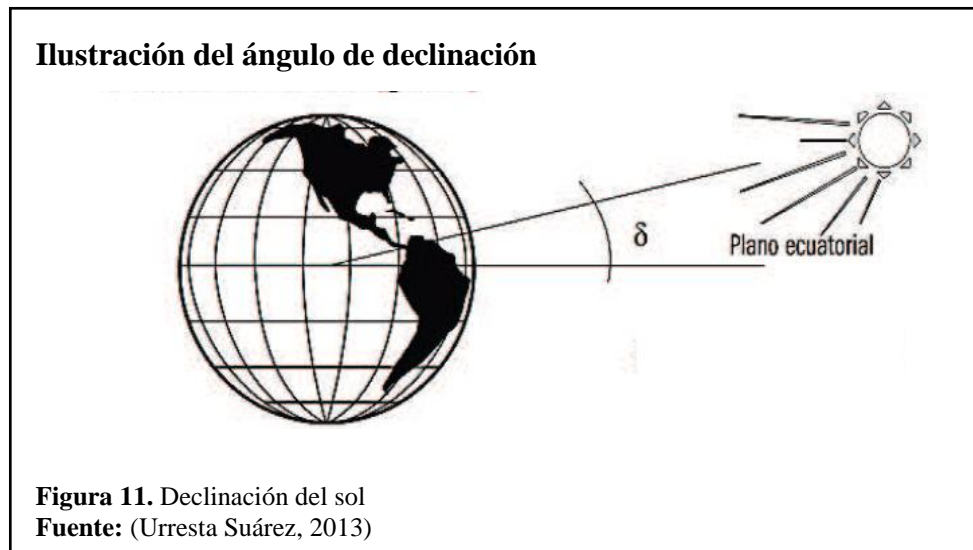 Ilustración del ángulo de declinación
δ
Plano ecuatorial
Figura 11. Declinación del sol
Fuente: (Urresta Suárez, 2013)